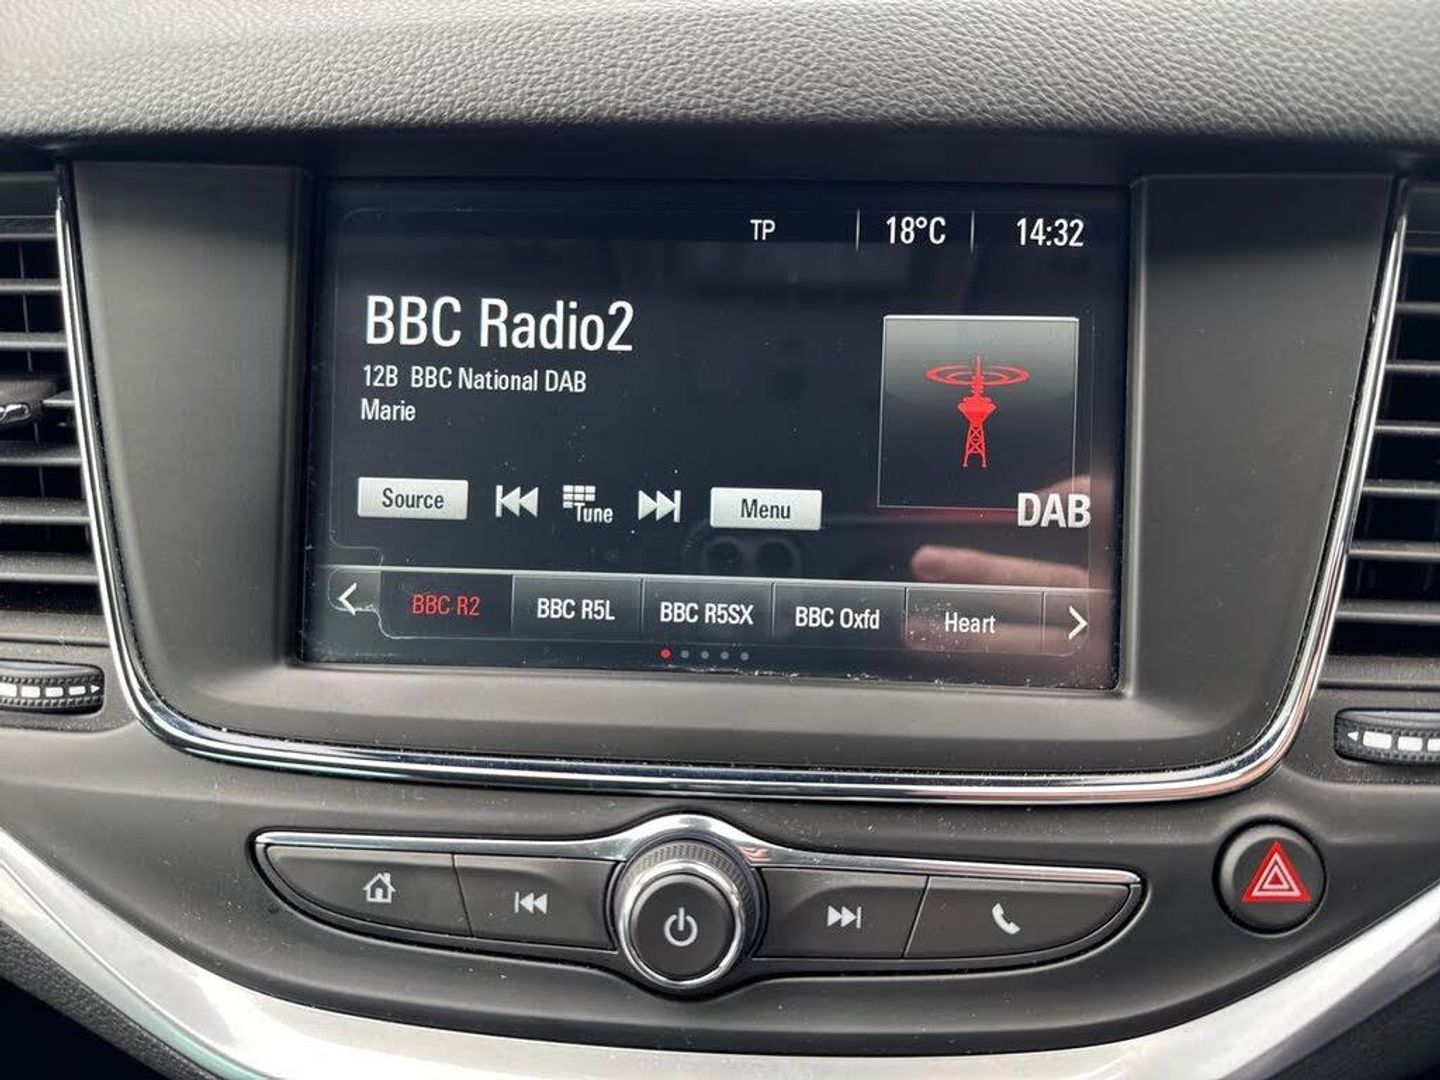 TP 18°C 14:32
BBC Radio2
12B BBC National DAB
Marie
DAB
Source Tune Menu
BBC R2 BBC R5L BBC R5SX BBC Oxfd Heart